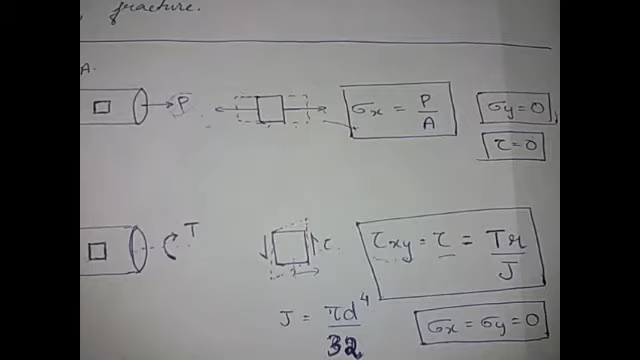 fracture.
A.
P
σx = P/A
σy = 0
τ = 0
T
τ
τxy = τ = Tr/J
J = πd⁴/32
σx = σy = 0